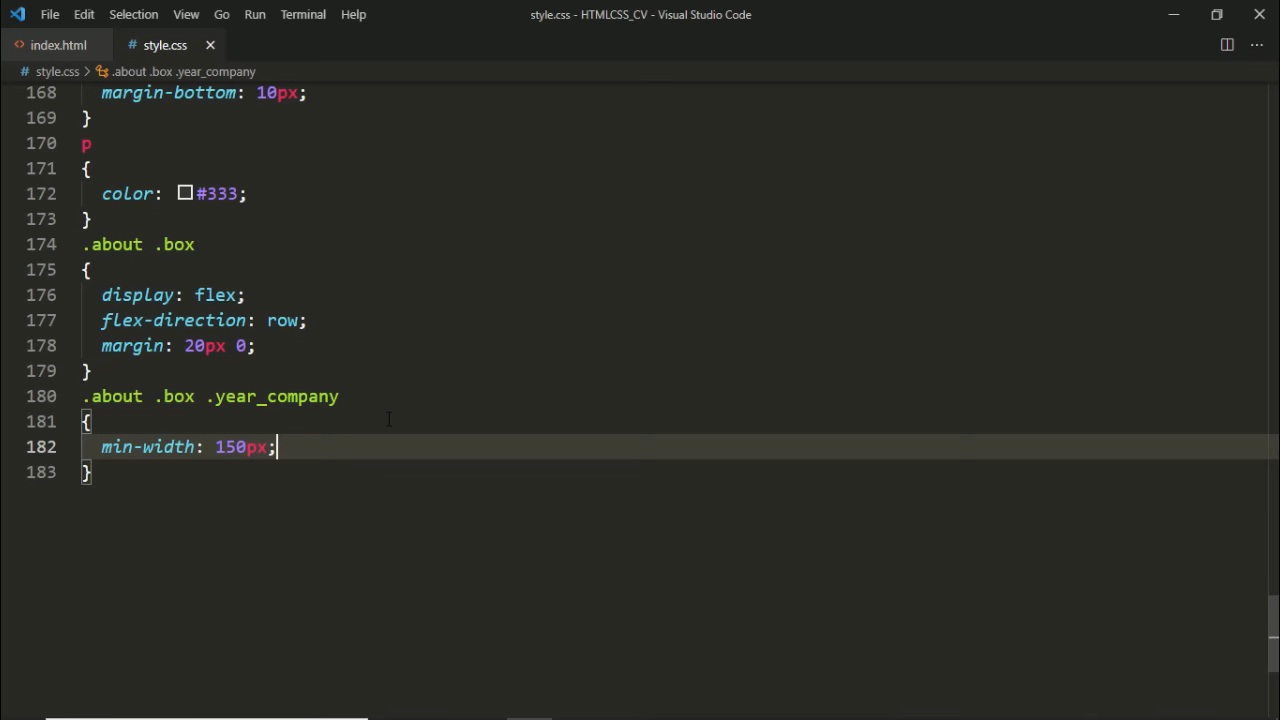 File Edit Selection View Go Run Terminal Help style.css - HTMLCSS_CV - Visual Studio Code
index.html # style.css
# style.css > .about .box .year_company
168 margin-bottom: 10px;
169 }
170 p
171 {
172 color: #333;
173 }
174 .about .box
175 {
176 display: flex;
177 flex-direction: row;
178 margin: 20px 0;
179 }
180 .about .box .year_company
181 {
182 min-width: 150px;
183 }